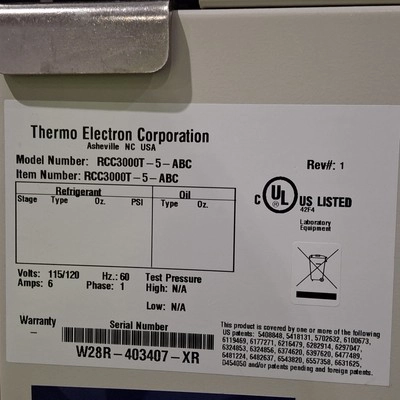 Thermo Electron Corporation
Asheville NC USA
Model Number: RCC3000T-5-ABC
Item Number: RCC3000T-5-ABC
Rev#: 1
Refrigerant Oil
Stage Type Oz. PSI Type Oz.
C UL US LISTED
42F4
Laboratory
Equipment
Volts: 115/120 Hz.: 60 Test Pressure
Amps: 6 Phase: 1 High: N/A
Low: N/A
Warranty Serial Number
–
W28R-403407-XR
This product is covered by one or more of the following
US patents: 5408848, 5418131, 5702632, 6100673,
6119469, 6177271, 6216479, 6282914, 6297047,
6324853, 6324856, 6374620, 6397620, 6477489,
5481224, 6482637, 6543820, 6557358, 6631625,
D454050 and/or patents pending and foreign patents.